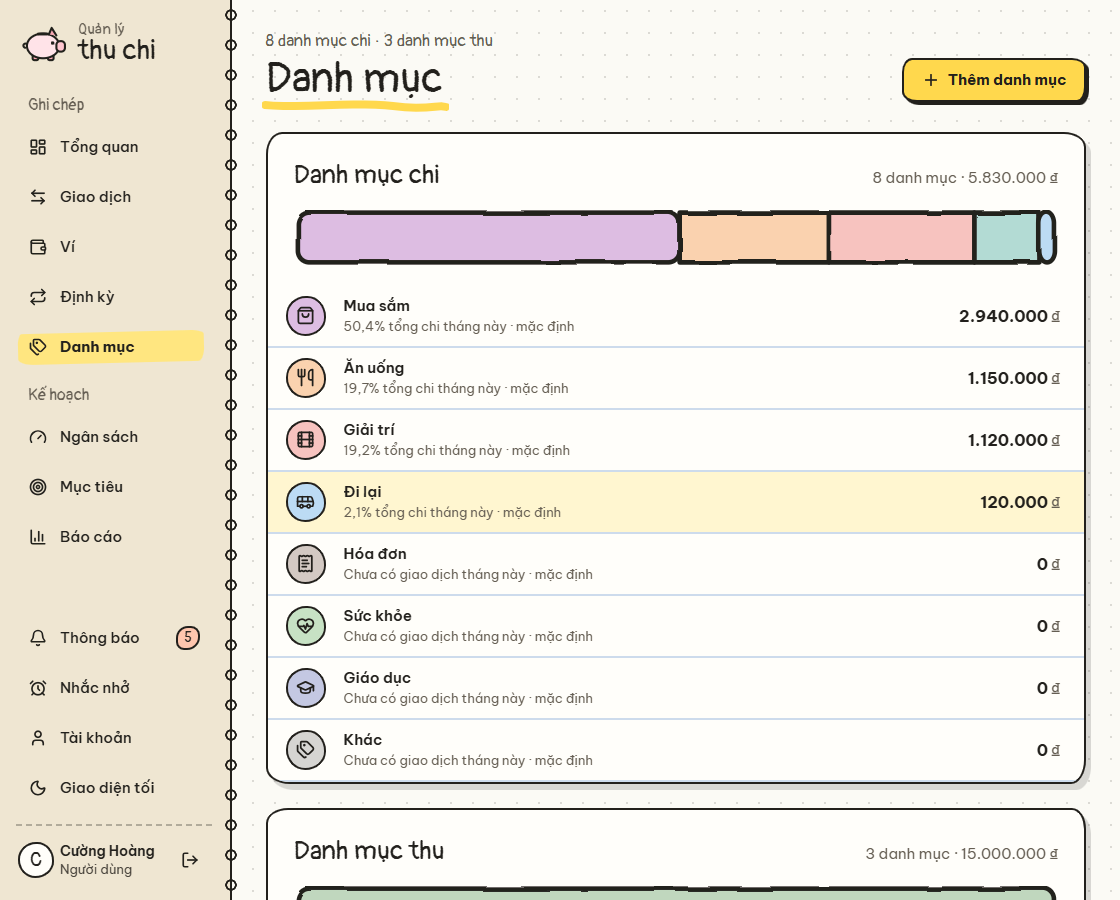 Quản lý
thu chi
Ghi chép
Tổng quan
Giao dịch
Ví
Định kỳ
Danh mục
Kế hoạch
Ngân sách
Mục tiêu
Báo cáo
Thông báo
5
Nhắc nhở
Tài khoản
Giao diện tối
C
Cường Hoàng
Người dùng
8 danh mục chi · 3 danh mục thu
Danh mục
+ Thêm danh mục
Danh mục chi
8 danh mục · 5.830.000 ₫
Mua sắm
50,4% tổng chi tháng này · mặc định
2.940.000 ₫
Ăn uống
19,7% tổng chi tháng này · mặc định
1.150.000 ₫
Giải trí
19,2% tổng chi tháng này · mặc định
1.120.000 ₫
Đi lại
2,1% tổng chi tháng này · mặc định
120.000 ₫
Hóa đơn
Chưa có giao dịch tháng này · mặc định
0 ₫
Sức khỏe
Chưa có giao dịch tháng này · mặc định
0 ₫
Giáo dục
Chưa có giao dịch tháng này · mặc định
0 ₫
Khác
Chưa có giao dịch tháng này · mặc định
0 ₫
Danh mục thu
3 danh mục · 15.000.000 ₫